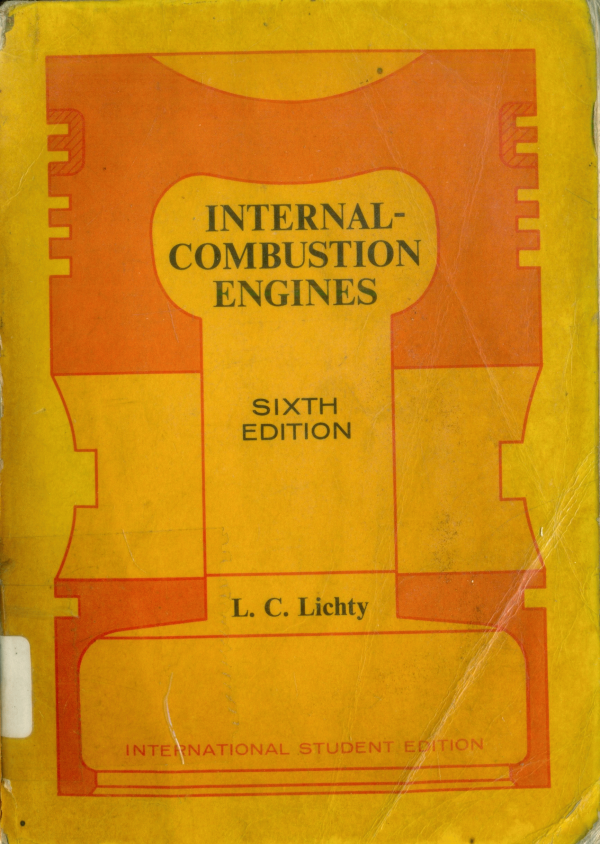 INTERNAL-
COMBUSTION
ENGINES
SIXTH
EDITION
L. C. Lichty
INTERNATIONAL STUDENT EDITION